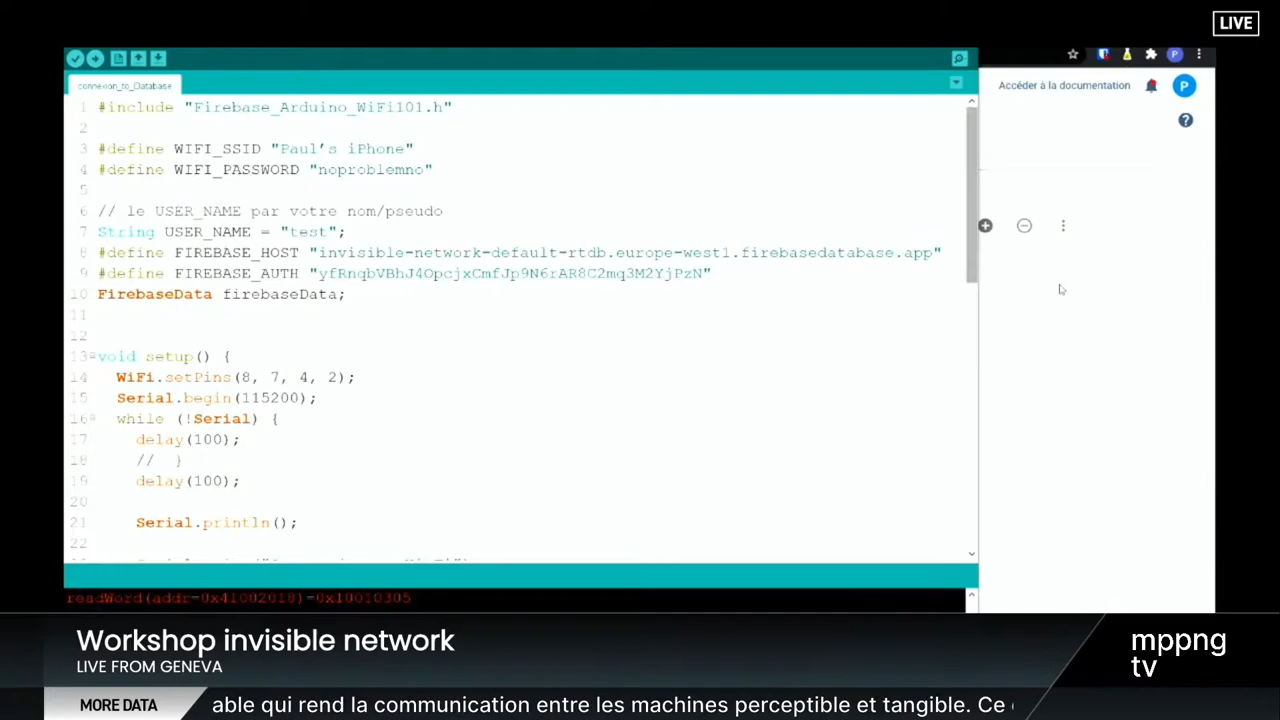 LIVE
connexion_to_Database
Accéder à la documentation
P
P
1 #include "Firebase_Arduino_WiFi101.h"
2
3 #define WIFI_SSID "Paul's iPhone"
4 #define WIFI_PASSWORD "noproblemno"
5
6 // le USER_NAME par votre nom/pseudo
7 String USER_NAME = "test";
8 #define FIREBASE_HOST "invisible-network-default-rtdb.europe-west1.firebasedatabase.app"
9 #define FIREBASE_AUTH "yfRnqbVBhJ4OpcjxCmfJp9N6rAR8C2mq3M2YjPzN"
10 FirebaseData firebaseData;
11
12
13 void setup() {
14 WiFi.setPins(8, 7, 4, 2);
15 Serial.begin(115200);
16 while (!Serial) {
17 delay(100);
18 // }
19 delay(100);
20
21 Serial.println();
22
readWord(addr=0x41002018)=0x10010305
Workshop invisible network
LIVE FROM GENEVA
mppng
tv
MORE DATA
able qui rend la communication entre les machines perceptible et tangible. Ce